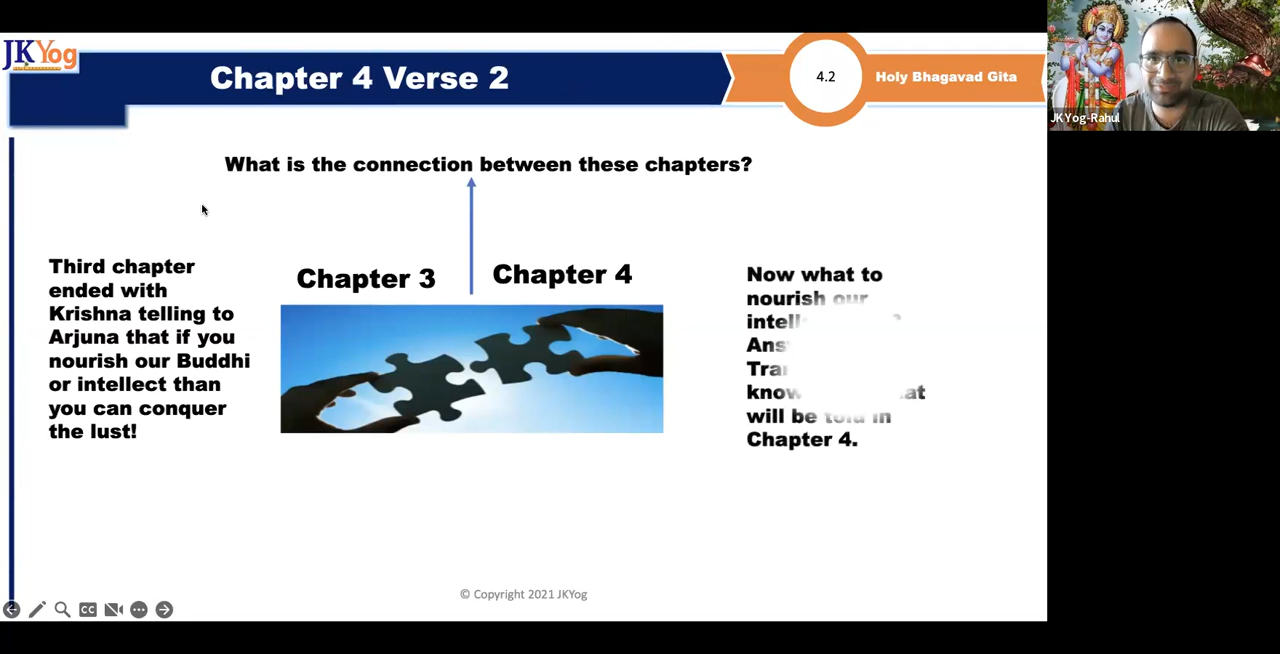 JKYog
Chapter 4 Verse 2
4.2
Holy Bhagavad Gita
JKYog-Rahul
What is the connection between these chapters?
Third chapter
ended with
Krishna telling to
Arjuna that if you
nourish our Buddhi
or intellect than
you can conquer
the lust!
Chapter 3
Chapter 4
Now what to
nourish our
will be told in
Chapter 4.
© Copyright 2021 JKYog
CC